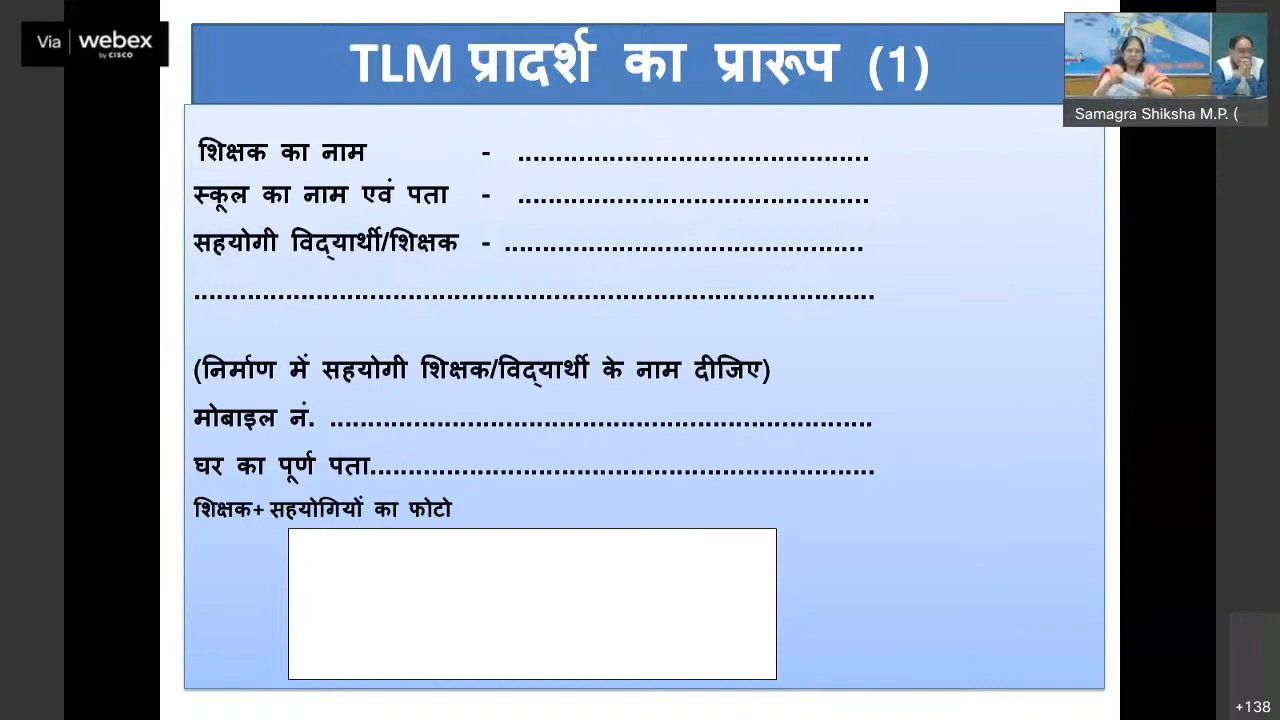 Via webex
by CISCO
TLM प्रादर्श का प्रारूप (1)
Samagra Shiksha M.P. (
शिक्षक का नाम - ..............................................
स्कूल का नाम एवं पता - ..............................................
सहयोगी विद्यार्थी/शिक्षक - ...............................................
.........................................................................................
(निर्माण में सहयोगी शिक्षक/विद्यार्थी के नाम दीजिए)
मोबाइल नं. .......................................................................
घर का पूर्ण पता..................................................................
शिक्षक+ सहयोगियों का फोटो
+138